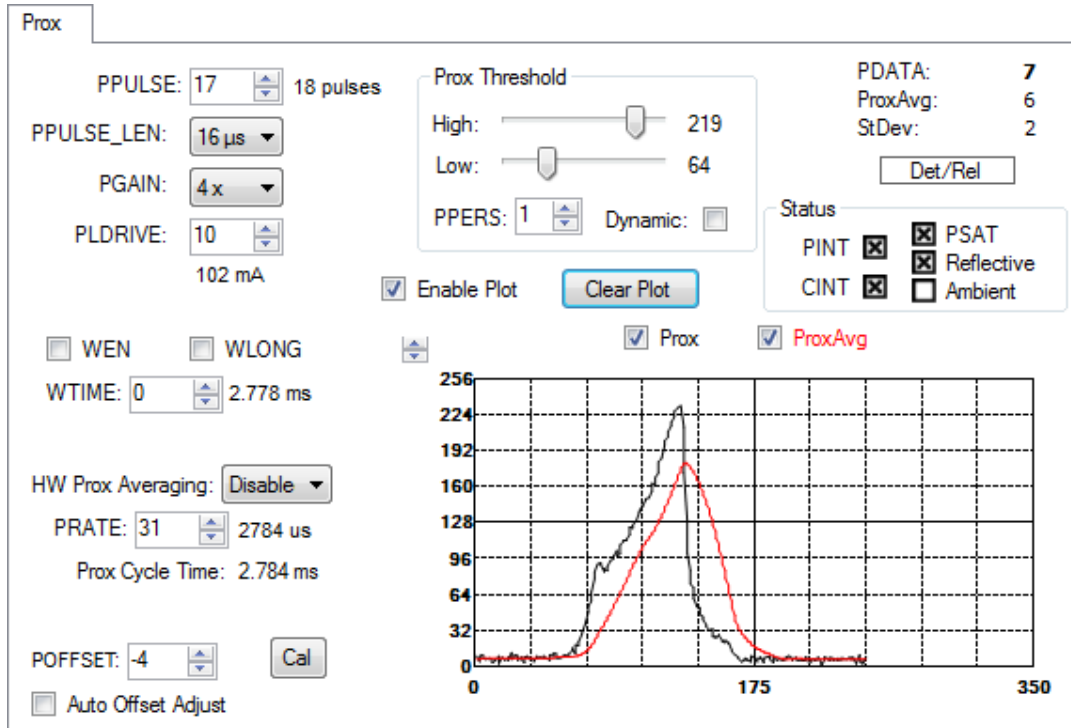 Prox
PPULSE: 17 18 pulses
PPULSE_LEN: 16 µs
PGAIN: 4 x
PLDRIVE: 10
102 mA
Prox Threshold
High: 219
Low: 64
PPERS: 1 Dynamic:
PDATA: 7
ProxAvg: 6
StDev: 2
Det/Rel
Status
PINT PSAT
Reflective
CINT Ambient
Enable Plot Clear Plot
WEN WLONG
WTIME: 0 2.778 ms
HW Prox Averaging: Disable
PRATE: 31 2784 us
Prox Cycle Time: 2.784 ms
POFFSET: -4 Cal
Auto Offset Adjust
Prox ProxAvg
256
224
192
160
128
96
64
32
0
0 175 350